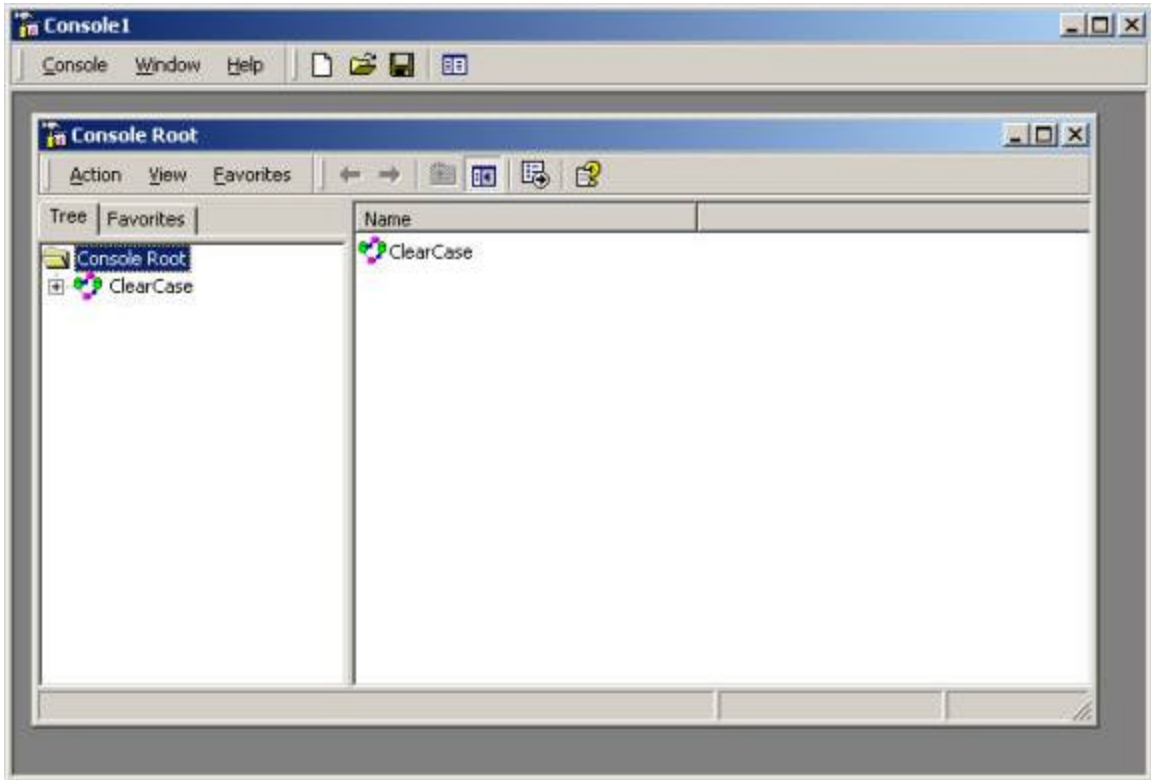 Console1
Console Window Help
Console Root
Action View Favorites
Tree Favorites
Name
Console Root
ClearCase
ClearCase